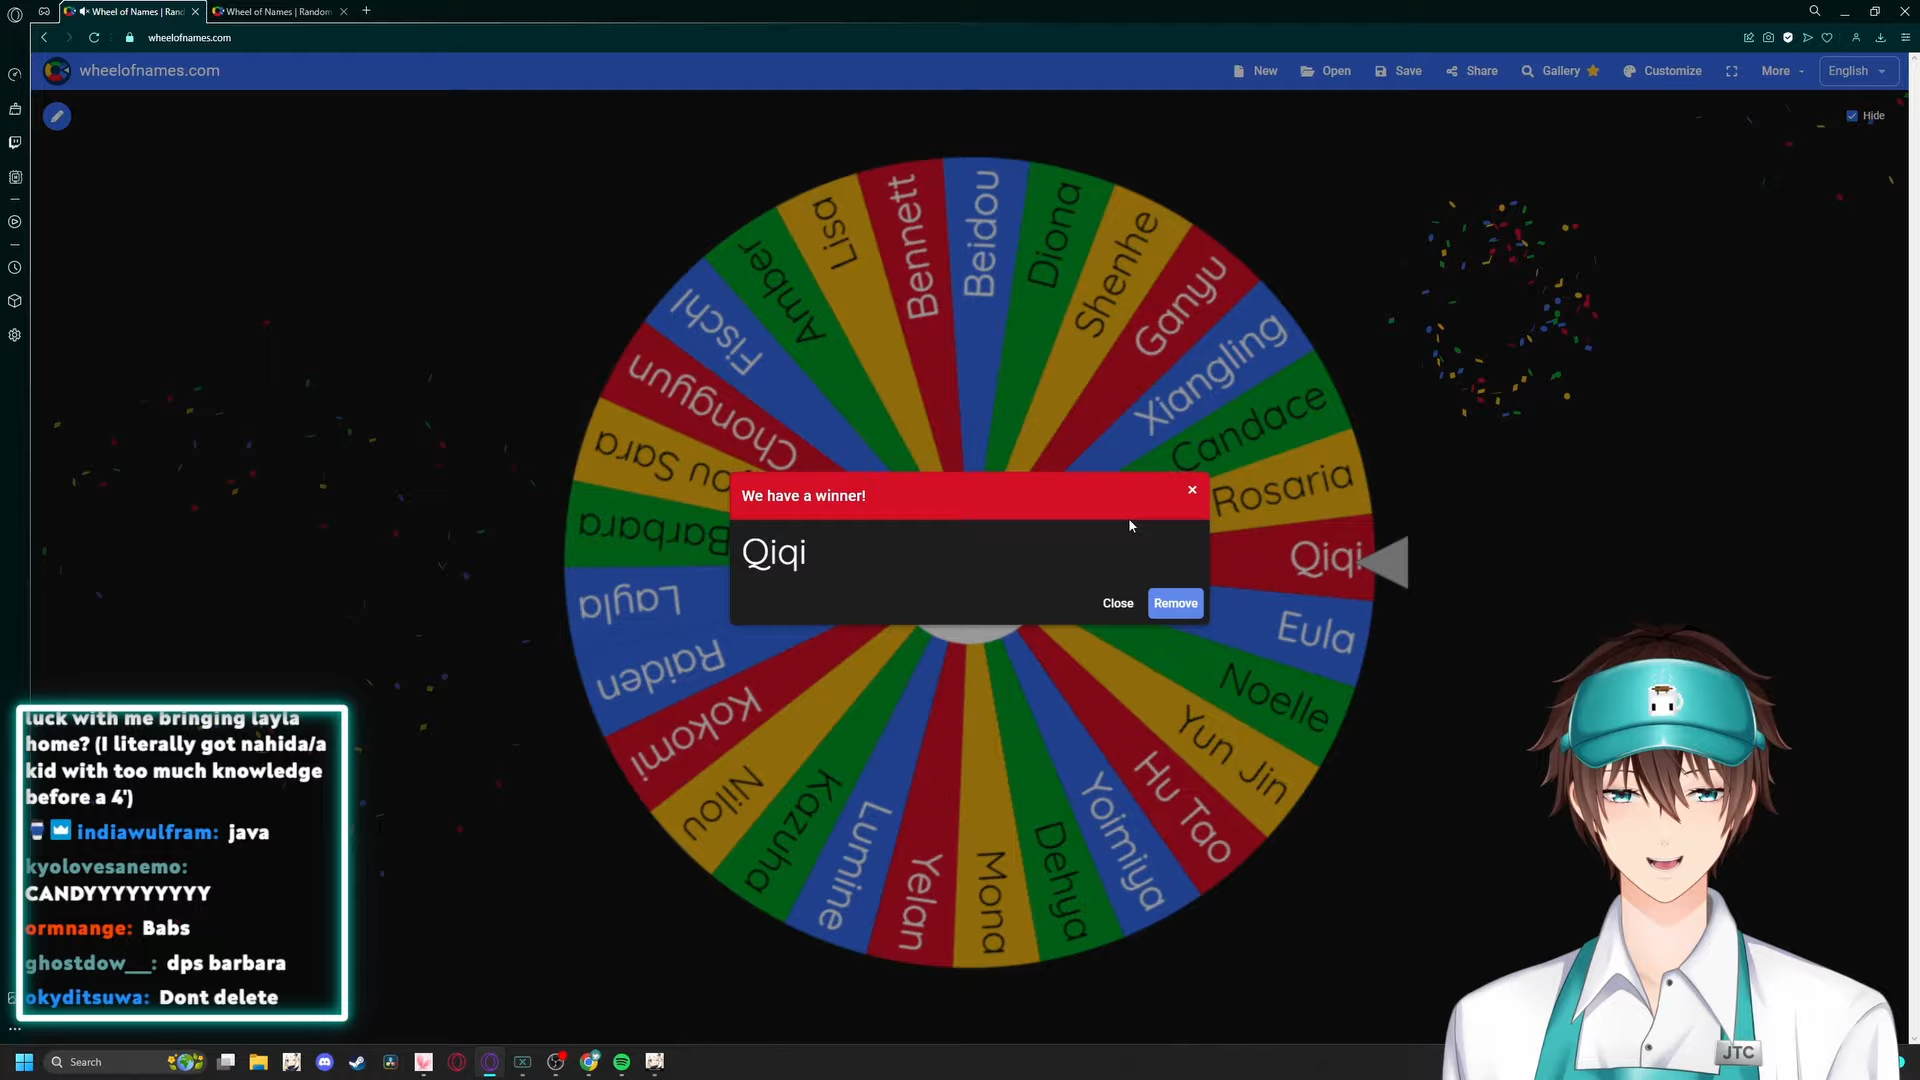 Wheel of Names | Rand
Wheel of Names | Random
wheelofnames.com
wheelofnames.com
New
Open
Save
Share
Gallery
Customize
More
English
Hide
Beidou
Diona
Shenhe
Ganyu
Xiangling
Candace
Rosaria
Qiqi
Eula
Noelle
Yun Jin
Hu Tao
Yoimiya
Dehya
Mona
Yelan
Lumine
Kazuha
Nilou
Kokomi
Raiden
Layla
Barbara
ou Sara
Chongyun
Fischl
Amber
Lisa
Bennett
We have a winner!
Qiqi
Close
Remove
luck with me bringing layla
home? (I literally got nahida/a
kid with too much knowledge
before a 4')
indiawulfram: java
kyolovesanemo:
CANDYYYYYYYYY
ormnange: Babs
ghostdow__: dps barbara
okyditsuwa: Dont delete
Search
JTC